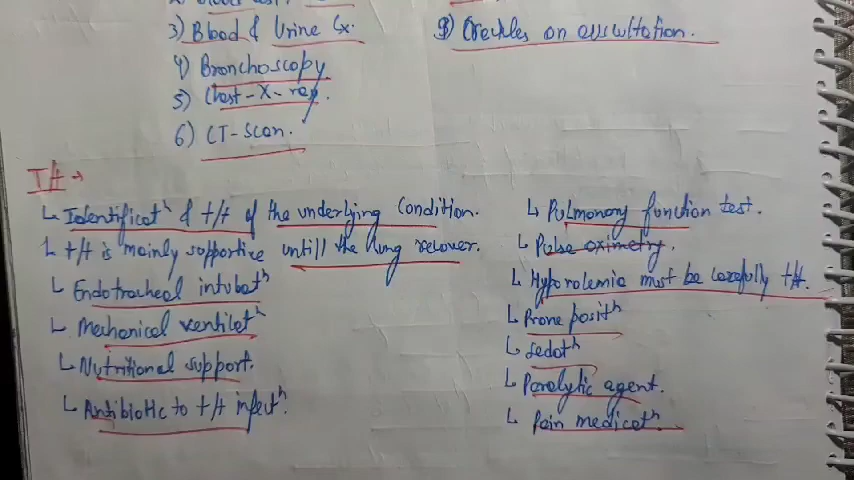 3) Blood & Urine Cx.
4) Bronchoscopy
5) Chest-X-ray.
6) CT-Scan.
9) Creckles on auscultation.
T/t →
↳ Identificatⁿ & t/t of the underlying condition.
↳ t/t is mainly supportive untill the lung recover.
↳ Endotracheal intubatⁿ
↳ Mechanical ventilatⁿ
↳ Nutritional support.
↳ Antibiotic to t/t infectⁿ.
↳ Pulmonary function test.
↳ Pulse oximetry.
↳ Hypovolemia must be carefully t/t.
↳ Prone positⁿ
↳ Sedatⁿ
↳ Paralytic agent.
↳ Pain medicatⁿ.